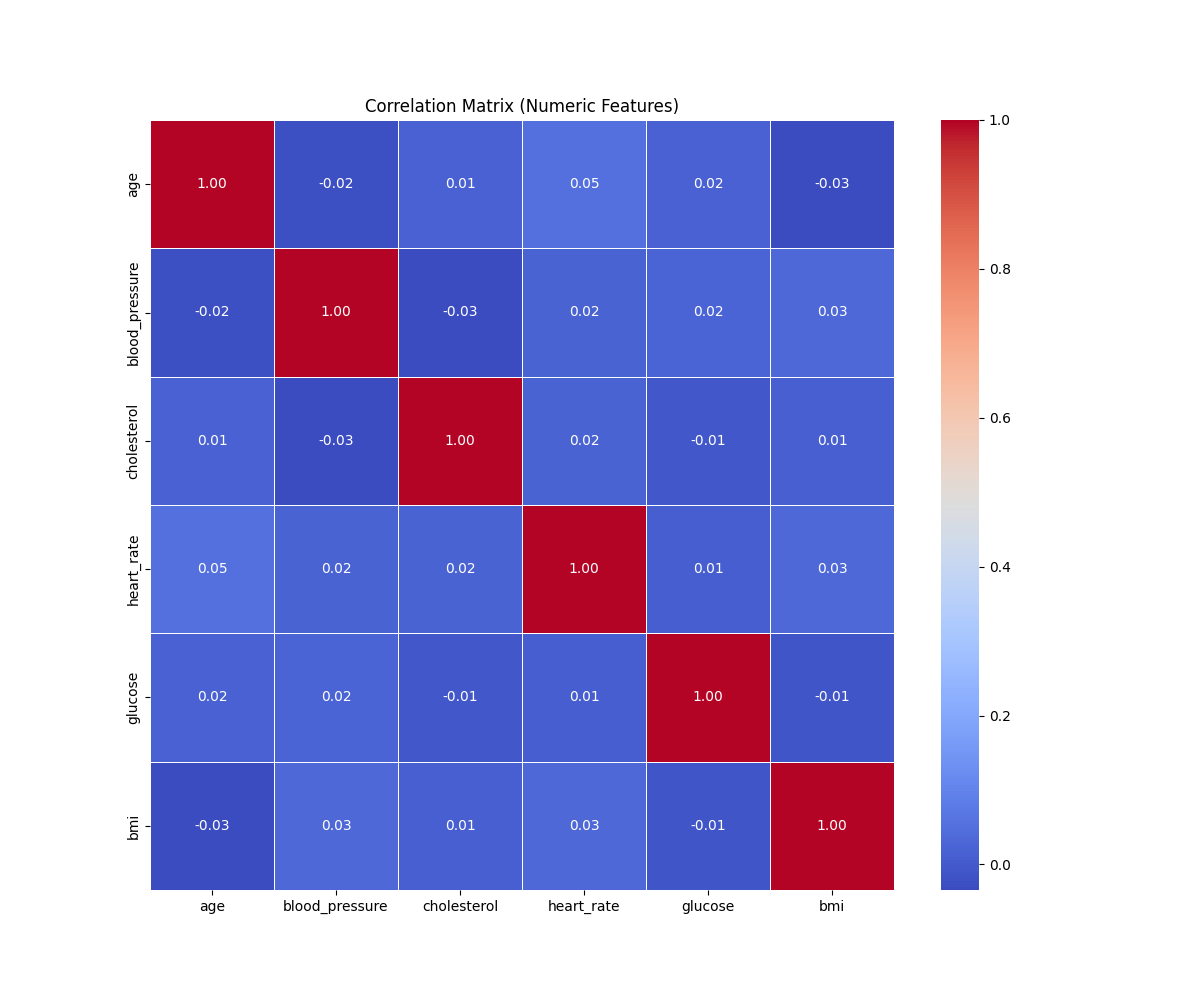 Correlation Matrix (Numeric Features)
age 1.00 -0.02 0.01 0.05 0.02 -0.03
blood_pressure -0.02 1.00 -0.03 0.02 0.02 0.03
cholesterol 0.01 -0.03 1.00 0.02 -0.01 0.01
heart_rate 0.05 0.02 0.02 1.00 0.01 0.03
glucose 0.02 0.02 -0.01 0.01 1.00 -0.01
bmi -0.03 0.03 0.01 0.03 -0.01 1.00
age blood_pressure cholesterol heart_rate glucose bmi
1.0
0.8
0.6
0.4
0.2
0.0